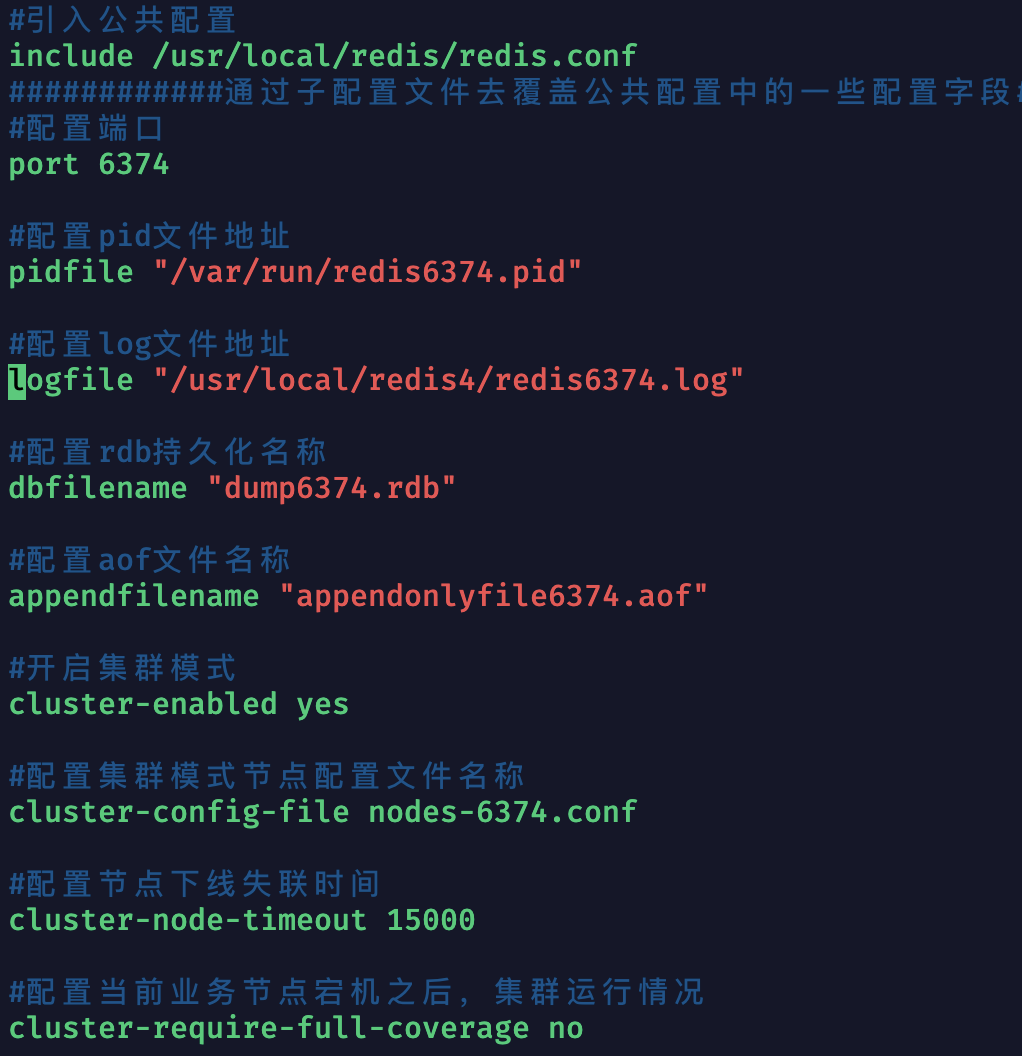 #引入公共配置
include /usr/local/redis/redis.conf
############通过子配置文件去覆盖公共配置中的一些配置字段#
#配置端口
port 6374
#配置pid文件地址
pidfile "/var/run/redis6374.pid"
#配置log文件地址
logfile "/usr/local/redis4/redis6374.log"
#配置rdb持久化名称
dbfilename "dump6374.rdb"
#配置aof文件名称
appendfilename "appendonlyfile6374.aof"
#开启集群模式
cluster-enabled yes
#配置集群模式节点配置文件名称
cluster-config-file nodes-6374.conf
#配置节点下线失联时间
cluster-node-timeout 15000
#配置当前业务节点宕机之后，集群运行情况
cluster-require-full-coverage no